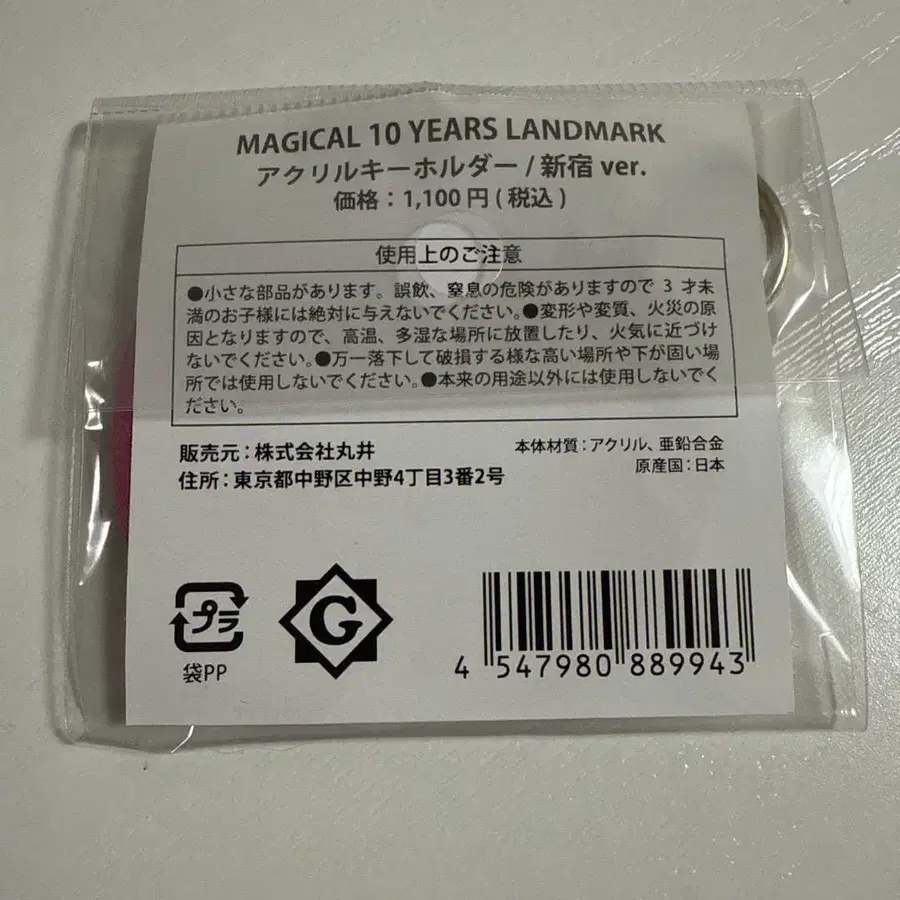 MAGICAL 10 YEARS LANDMARK
アクリルキーホルダー / 新宿 ver.
価格：1,100 円 ( 税込 )
使用上のご注意
●小さな部品があります。誤飲、窒息の危険がありますので 3 才未
満のお子様には絶対に与えないでください。●変形や変質、火災の原
因となりますので、高温、多湿な場所に放置したり、火気に近づけ
ないでください。●万一落下して破損する様な高い場所や下が固い場
所では使用しないでください。●本来の用途以外には使用しないでく
ださい。
販売元：株式会社丸井
住所：東京都中野区中野4丁目3番2号
本体材質：アクリル、亜鉛合金
原産国：日本
プラ
袋PP
G
4 547980 889943